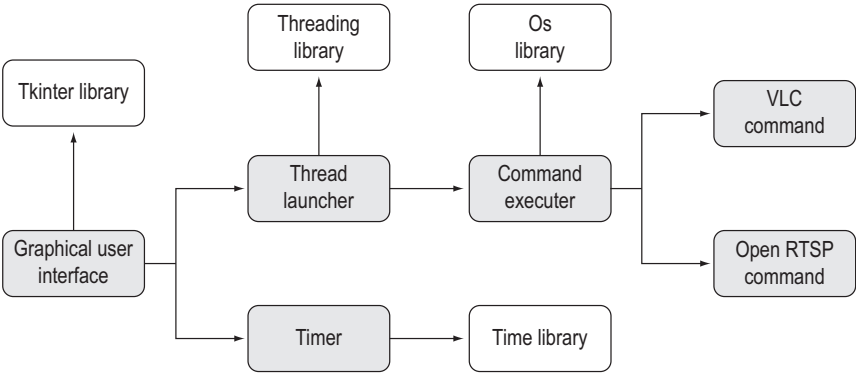 Threading
library
Os
library
Tkinter library
VLC
command
Thread
launcher
Command
executer
Graphical user
interface
Open RTSP
command
Timer
Time library